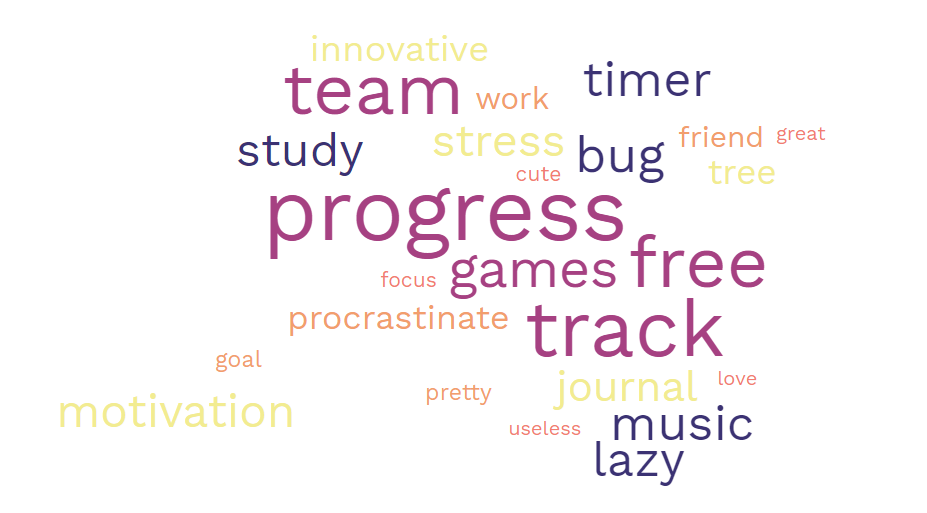 innovative
team
work
timer
study
stress
bug
friend
great
cute
tree
progress
focus
games
free
procrastinate
track
goal
pretty
journal
love
motivation
useless
music
lazy